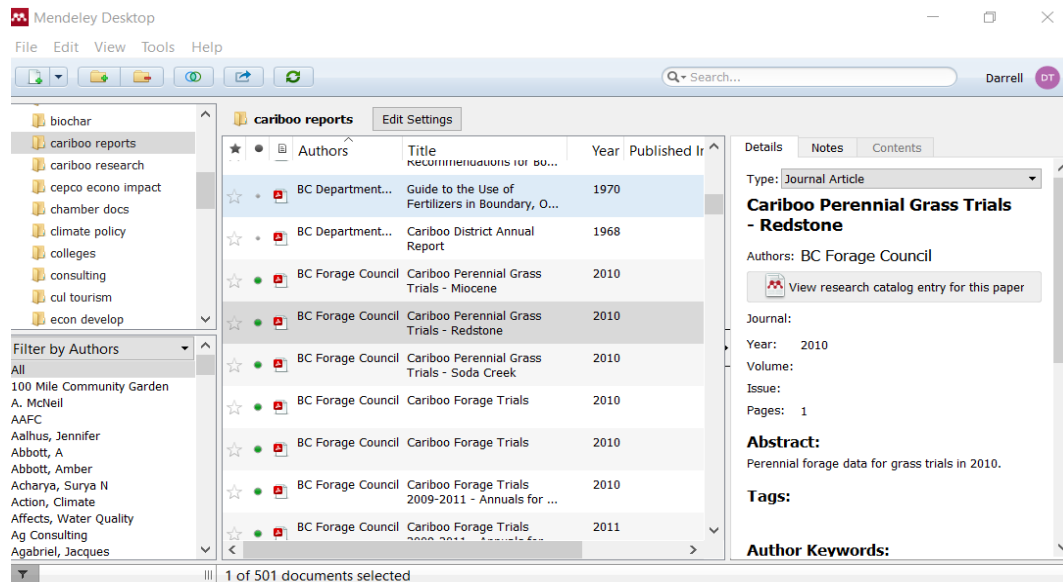 Mendeley Desktop
File Edit View Tools Help
Search...
Darrell DT
biochar
cariboo reports
cariboo research
cepco econo impact
chamber docs
climate policy
colleges
consulting
cul tourism
econ develop
Filter by Authors
All
100 Mile Community Garden
A. McNeil
AAFC
Aalhus, Jennifer
Abbott, A
Abbott, Amber
Acharya, Surya N
Action, Climate
Affects, Water Quality
Ag Consulting
Agabriel, Jacques
cariboo reports Edit Settings
Authors Title Year Published In
Recommendations for Bo...
BC Department... Guide to the Use of 1970
Fertilizers in Boundary, O...
BC Department... Cariboo District Annual 1968
Report
BC Forage Council Cariboo Perennial Grass 2010
Trials - Miocene
BC Forage Council Cariboo Perennial Grass 2010
Trials - Redstone
BC Forage Council Cariboo Perennial Grass 2010
Trials - Soda Creek
BC Forage Council Cariboo Forage Trials 2010
BC Forage Council Cariboo Forage Trials 2010
BC Forage Council Cariboo Forage Trials 2010
2009-2011 - Annuals for ...
BC Forage Council Cariboo Forage Trials 2011
2009-2011 - Annuals for
Details Notes Contents
Type: Journal Article
Cariboo Perennial Grass Trials
- Redstone
Authors: BC Forage Council
View research catalog entry for this paper
Journal:
Year: 2010
Volume:
Issue:
Pages: 1
Abstract:
Perennial forage data for grass trials in 2010.
Tags:
Author Keywords:
1 of 501 documents selected